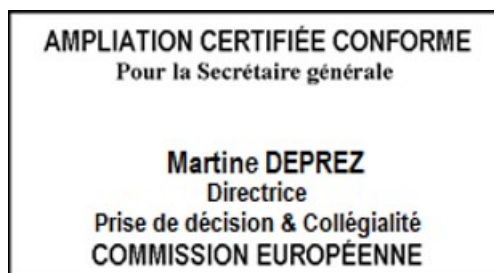 AMPLIATION CERTIFIÉE CONFORME
Pour la Secrétaire générale
Martine DEPREZ
Directrice
Prise de décision & Collégialité
COMMISSION EUROPÉENNE